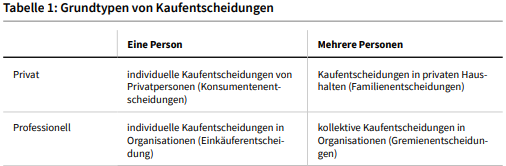 Tabelle 1: Grundtypen von Kaufentscheidungen
Eine Person Mehrere Personen
Privat individuelle Kaufentscheidungen von Kaufentscheidungen in privaten Haus-
Privatpersonen (Konsumentenent- halten (Familienentscheidungen)
scheidungen)
Professionell individuelle Kaufentscheidungen in kollektive Kaufentscheidungen in
Organisationen (Einkäuferentschei- Organisationen (Gremienentscheidun-
dung) gen)